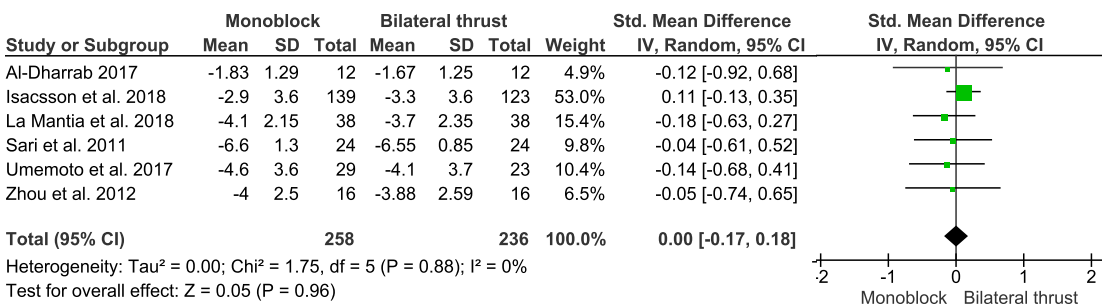 Monoblock Bilateral thrust Std. Mean Difference Std. Mean Difference
Study or Subgroup Mean SD Total Mean SD Total Weight IV, Random, 95% CI IV, Random, 95% CI
Al-Dharrab 2017 -1.83 1.29 12 -1.67 1.25 12 4.9% -0.12 [-0.92, 0.68]
Isacsson et al. 2018 -2.9 3.6 139 -3.3 3.6 123 53.0% 0.11 [-0.13, 0.35]
La Mantia et al. 2018 -4.1 2.15 38 -3.7 2.35 38 15.4% -0.18 [-0.63, 0.27]
Sari et al. 2011 -6.6 1.3 24 -6.55 0.85 24 9.8% -0.04 [-0.61, 0.52]
Umemoto et al. 2017 -4.6 3.6 29 -4.1 3.7 23 10.4% -0.14 [-0.68, 0.41]
Zhou et al. 2012 -4 2.5 16 -3.88 2.59 16 6.5% -0.05 [-0.74, 0.65]
Total (95% CI) 258 236 100.0% 0.00 [-0.17, 0.18]
Heterogeneity: Tau² = 0.00; Chi² = 1.75, df = 5 (P = 0.88); I² = 0%
Test for overall effect: Z = 0.05 (P = 0.96)
-2 -1 0 1 2
Monoblock Bilateral thrust